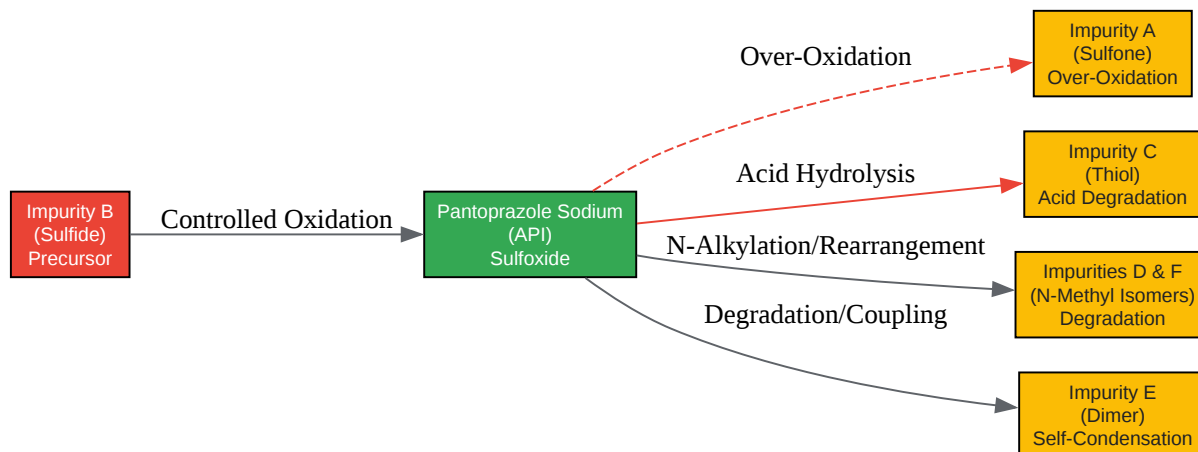 Impurity B
(Sulfide)
Precursor
Controlled Oxidation
Pantoprazole Sodium
(API)
Sulfoxide
Over-Oxidation
Impurity A
(Sulfone)
Over-Oxidation
Acid Hydrolysis
Impurity C
(Thiol)
Acid Degradation
N-Alkylation/Rearrangement
Impurities D & F
(N-Methyl Isomers)
Degradation
Degradation/Coupling
Impurity E
(Dimer)
Self-Condensation